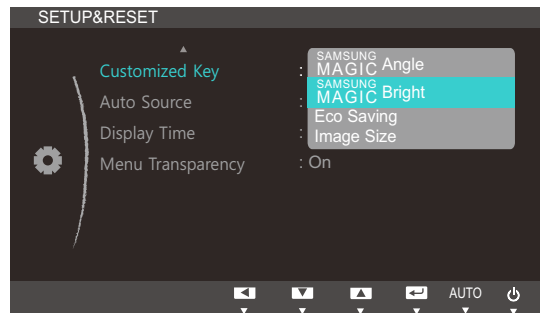 SETUP&RESET
Customized Key :
SAMSUNG MAGIC Angle
SAMSUNG MAGIC Bright
Eco Saving
Image Size
Auto Source :
Display Time :
Menu Transparency : On
AUTO